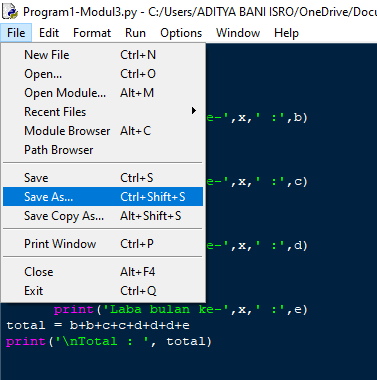 Program1-Modul3.py - C:/Users/ADITYA BANI ISRO/OneDrive/Docu
File Edit Format Run Options Window Help
New File Ctrl+N
Open... Ctrl+O
Open Module... Alt+M
Recent Files
Module Browser Alt+C
Path Browser
Save Ctrl+S
Save As... Ctrl+Shift+S
Save Copy As... Alt+Shift+S
Print Window Ctrl+P
Close Alt+F4
Exit Ctrl+Q
e-',x,' :',b)
e-',x,' :',c)
e-',x,' :',d)
print('Laba bulan ke-',x,' :',e)
total = b+b+c+c+d+d+d+e
print('\nTotal : ', total)